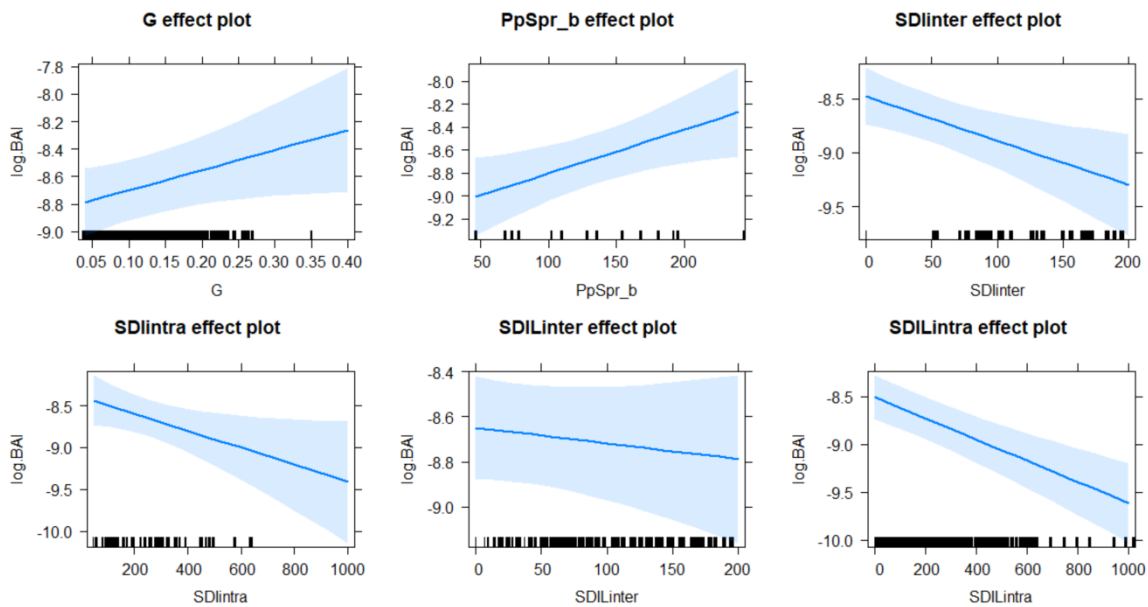 G effect plot
PpSpr_b effect plot
SDIinter effect plot
-7.8
-8.0
-8.2
-8.4
-8.6
-8.8
-9.0
log.BAI
0.05 0.10 0.15 0.20 0.25 0.30 0.35 0.40
G
-8.0
-8.2
-8.4
-8.6
-8.8
-9.0
-9.2
log.BAI
50 100 150 200
PpSpr_b
-8.5
-9.0
-9.5
log.BAI
0 50 100 150 200
SDIinter
SDIintra effect plot
SDILinter effect plot
SDILintra effect plot
-8.5
-9.0
-9.5
-10.0
log.BAI
200 400 600 800 1000
SDIintra
-8.4
-8.6
-8.8
-9.0
log.BAI
0 50 100 150 200
SDILinter
-8.5
-9.0
-9.5
-10.0
log.BAI
0 200 400 600 800 1000
SDILintra